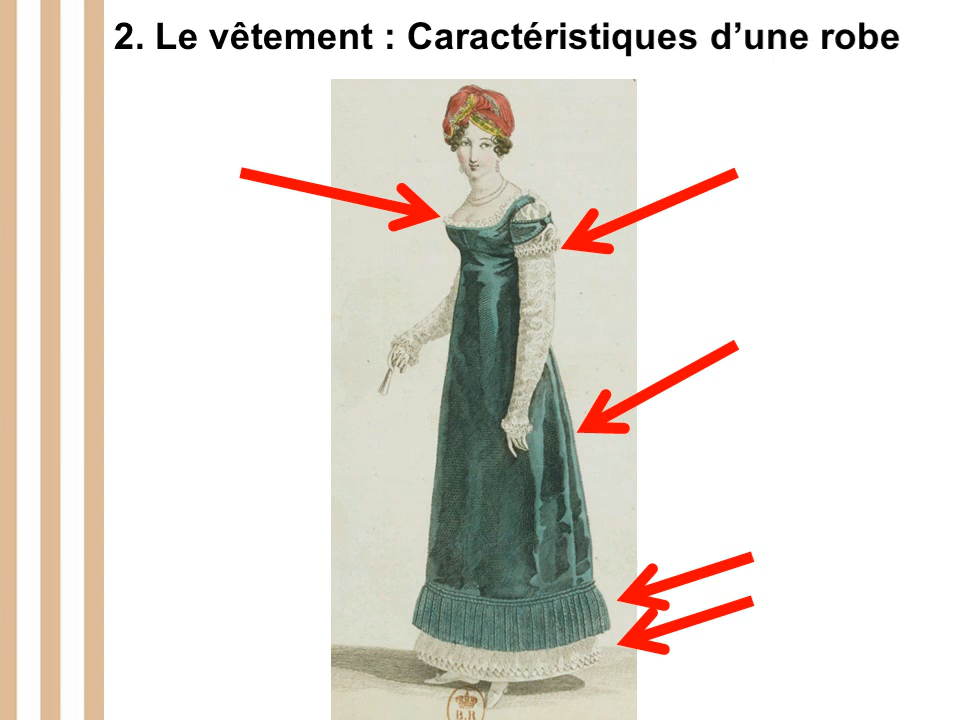 2. Le vêtement : Caractéristiques d’une robe
B.R